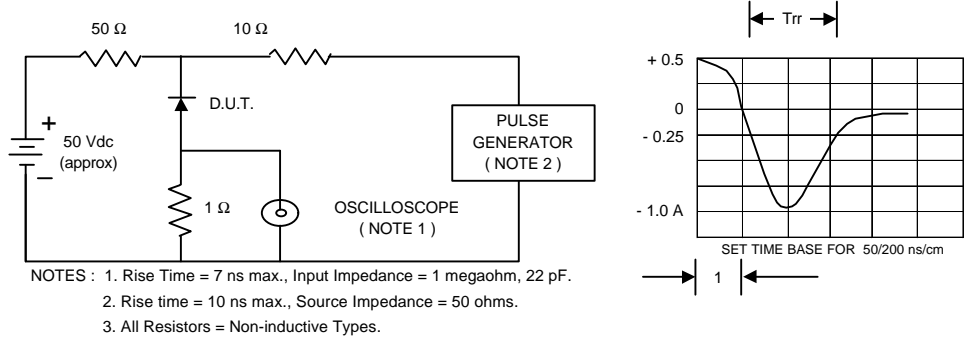 50 Ω
10 Ω
D.U.T.
+
50 Vdc
(approx)
−
1 Ω
OSCILLOSCOPE
( NOTE 1 )
PULSE
GENERATOR
( NOTE 2 )
NOTES : 1. Rise Time = 7 ns max., Input Impedance = 1 megaohm, 22 pF.
2. Rise time = 10 ns max., Source Impedance = 50 ohms.
3. All Resistors = Non-inductive Types.
Trr
+ 0.5
0
- 0.25
- 1.0 A
SET TIME BASE FOR 50/200 ns/cm
1